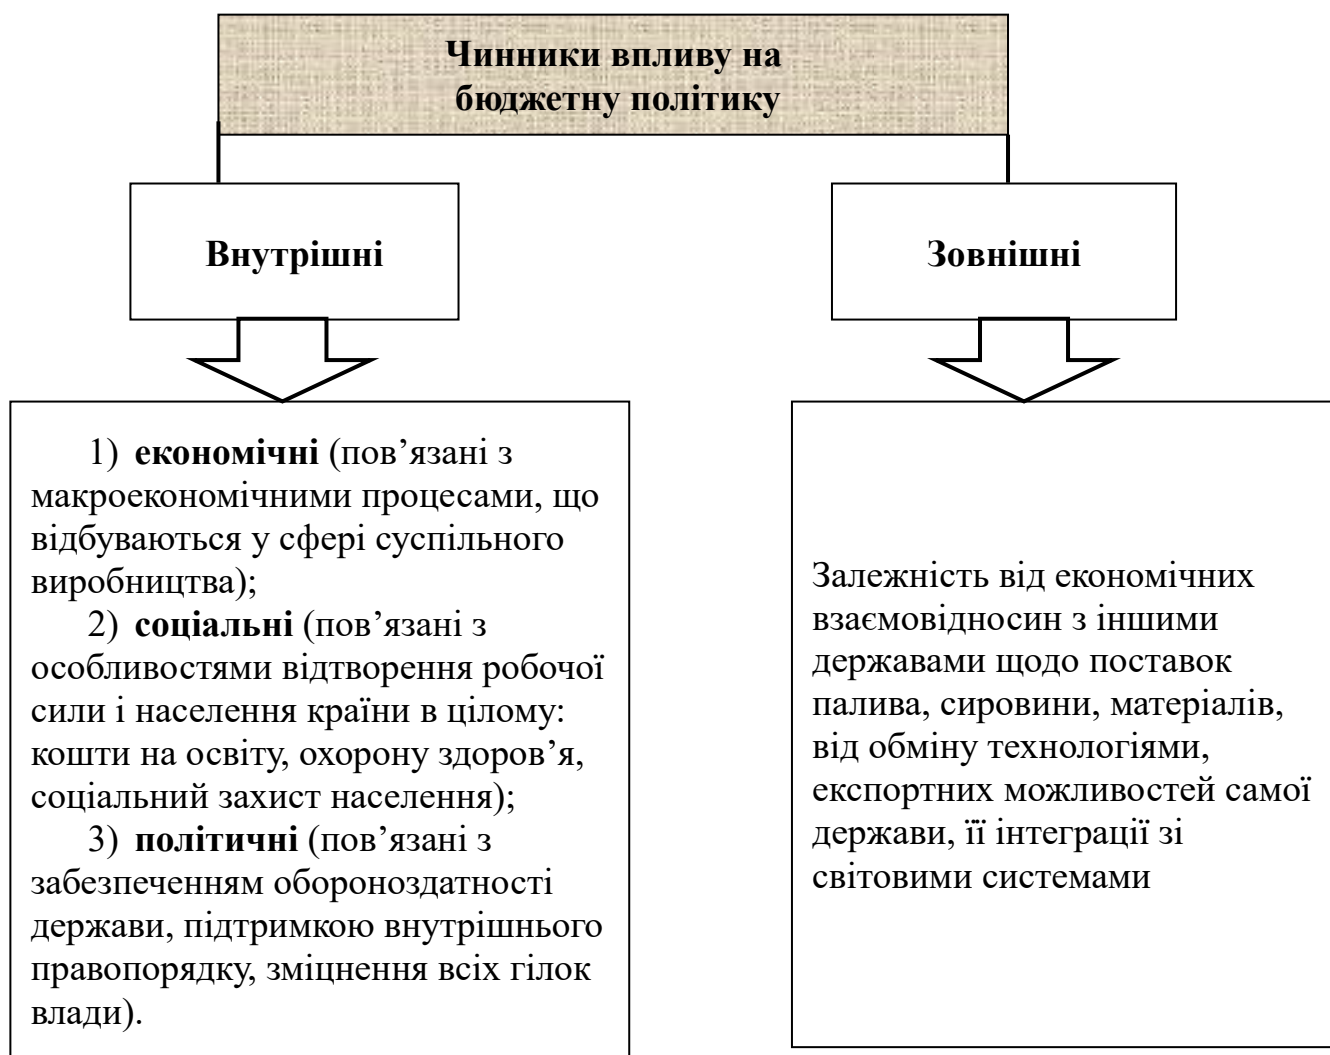 Чинники впливу на
бюджетну політику
Внутрішні
Зовнішні
1) економічні (пов’язані з
макроекономічними процесами, що
відбуваються у сфері суспільного
виробництва);
2) соціальні (пов’язані з
особливостями відтворення робочої
сили і населення країни в цілому:
кошти на освіту, охорону здоров’я,
соціальний захист населення);
3) політичні (пов’язані з
забезпеченням обороноздатності
держави, підтримкою внутрішнього
правопорядку, зміцнення всіх гілок
влади).
Залежність від економічних
взаємовідносин з іншими
державами щодо поставок
палива, сировини, матеріалів,
від обміну технологіями,
експортних можливостей самої
держави, її інтеграції зі
світовими системами